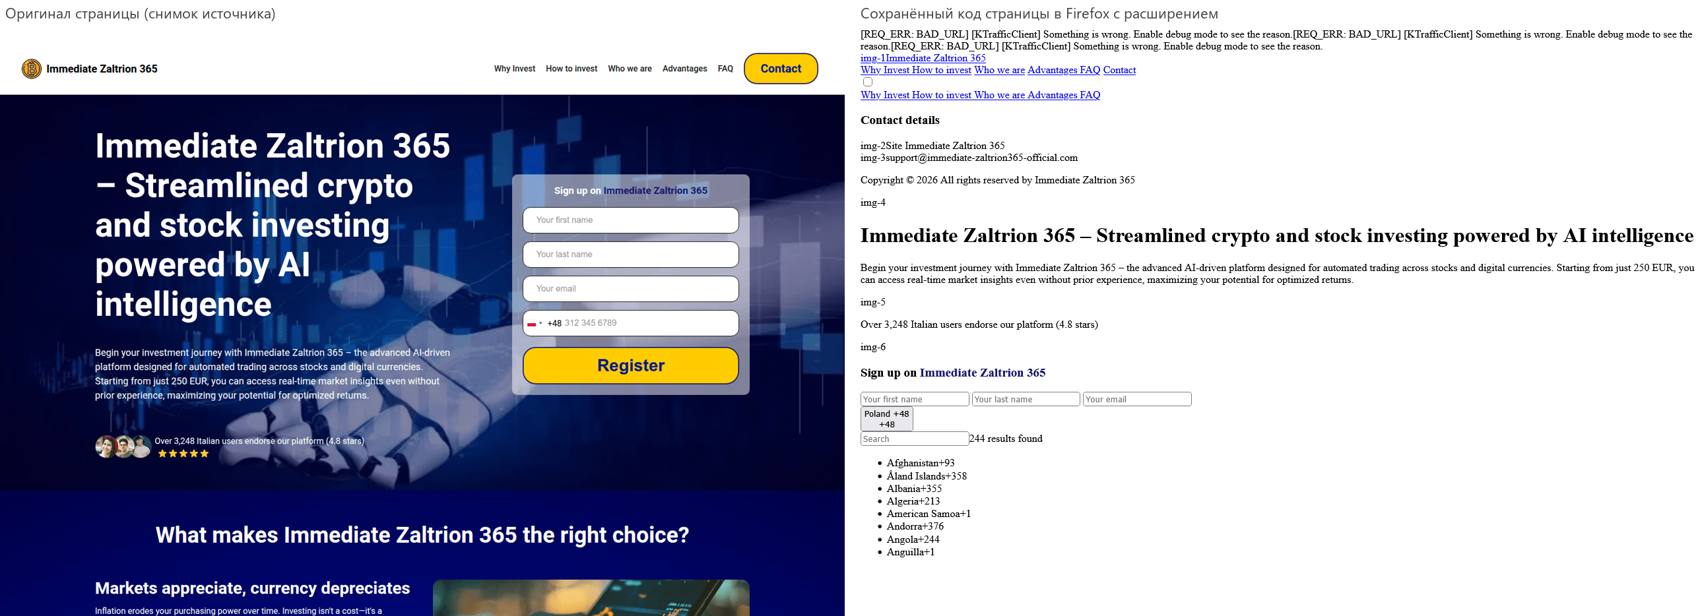 Оригинал страницы (снимок источника)
Immediate Zaltrion 365
Why Invest How to invest Who we are Advantages FAQ Contact
Immediate Zaltrion 365
– Streamlined crypto
and stock investing
powered by AI
intelligence
Begin your investment journey with Immediate Zaltrion 365 – the advanced AI-driven
platform designed for automated trading across stocks and digital currencies.
Starting from just 250 EUR, you can access real-time market insights even without
prior experience, maximizing your potential for optimized returns.
Over 3,248 Italian users endorse our platform (4.8 stars)
Sign up on Immediate Zaltrion 365
Your first name
Your last name
Your email
+48 312 345 6789
Register
What makes Immediate Zaltrion 365 the right choice?
Markets appreciate, currency depreciates
Inflation erodes your purchasing power over time. Investing isn't a cost—it's a
Сохранённый код страницы в Firefox с расширением
[REQ_ERR: BAD_URL] [KTrafficClient] Something is wrong. Enable debug mode to see the reason.[REQ_ERR: BAD_URL] [KTrafficClient] Something is wrong. Enable debug mode to see the
reason.[REQ_ERR: BAD_URL] [KTrafficClient] Something is wrong. Enable debug mode to see the reason.
img-1Immediate Zaltrion 365
Why Invest How to invest Who we are Advantages FAQ Contact
Why Invest How to invest Who we are Advantages FAQ
Contact details
img-2Site Immediate Zaltrion 365
img-3support@immediate-zaltrion365-official.com
Copyright © 2026 All rights reserved by Immediate Zaltrion 365
img-4
Immediate Zaltrion 365 – Streamlined crypto and stock investing powered by AI intelligence
Begin your investment journey with Immediate Zaltrion 365 – the advanced AI-driven platform designed for automated trading across stocks and digital currencies. Starting from just 250 EUR, you
can access real-time market insights even without prior experience, maximizing your potential for optimized returns.
img-5
Over 3,248 Italian users endorse our platform (4.8 stars)
img-6
Sign up on Immediate Zaltrion 365
Your first name Your last name Your email
Poland +48
+48
Search 244 results found
Afghanistan+93
Åland Islands+358
Albania+355
Algeria+213
American Samoa+1
Andorra+376
Angola+244
Anguilla+1